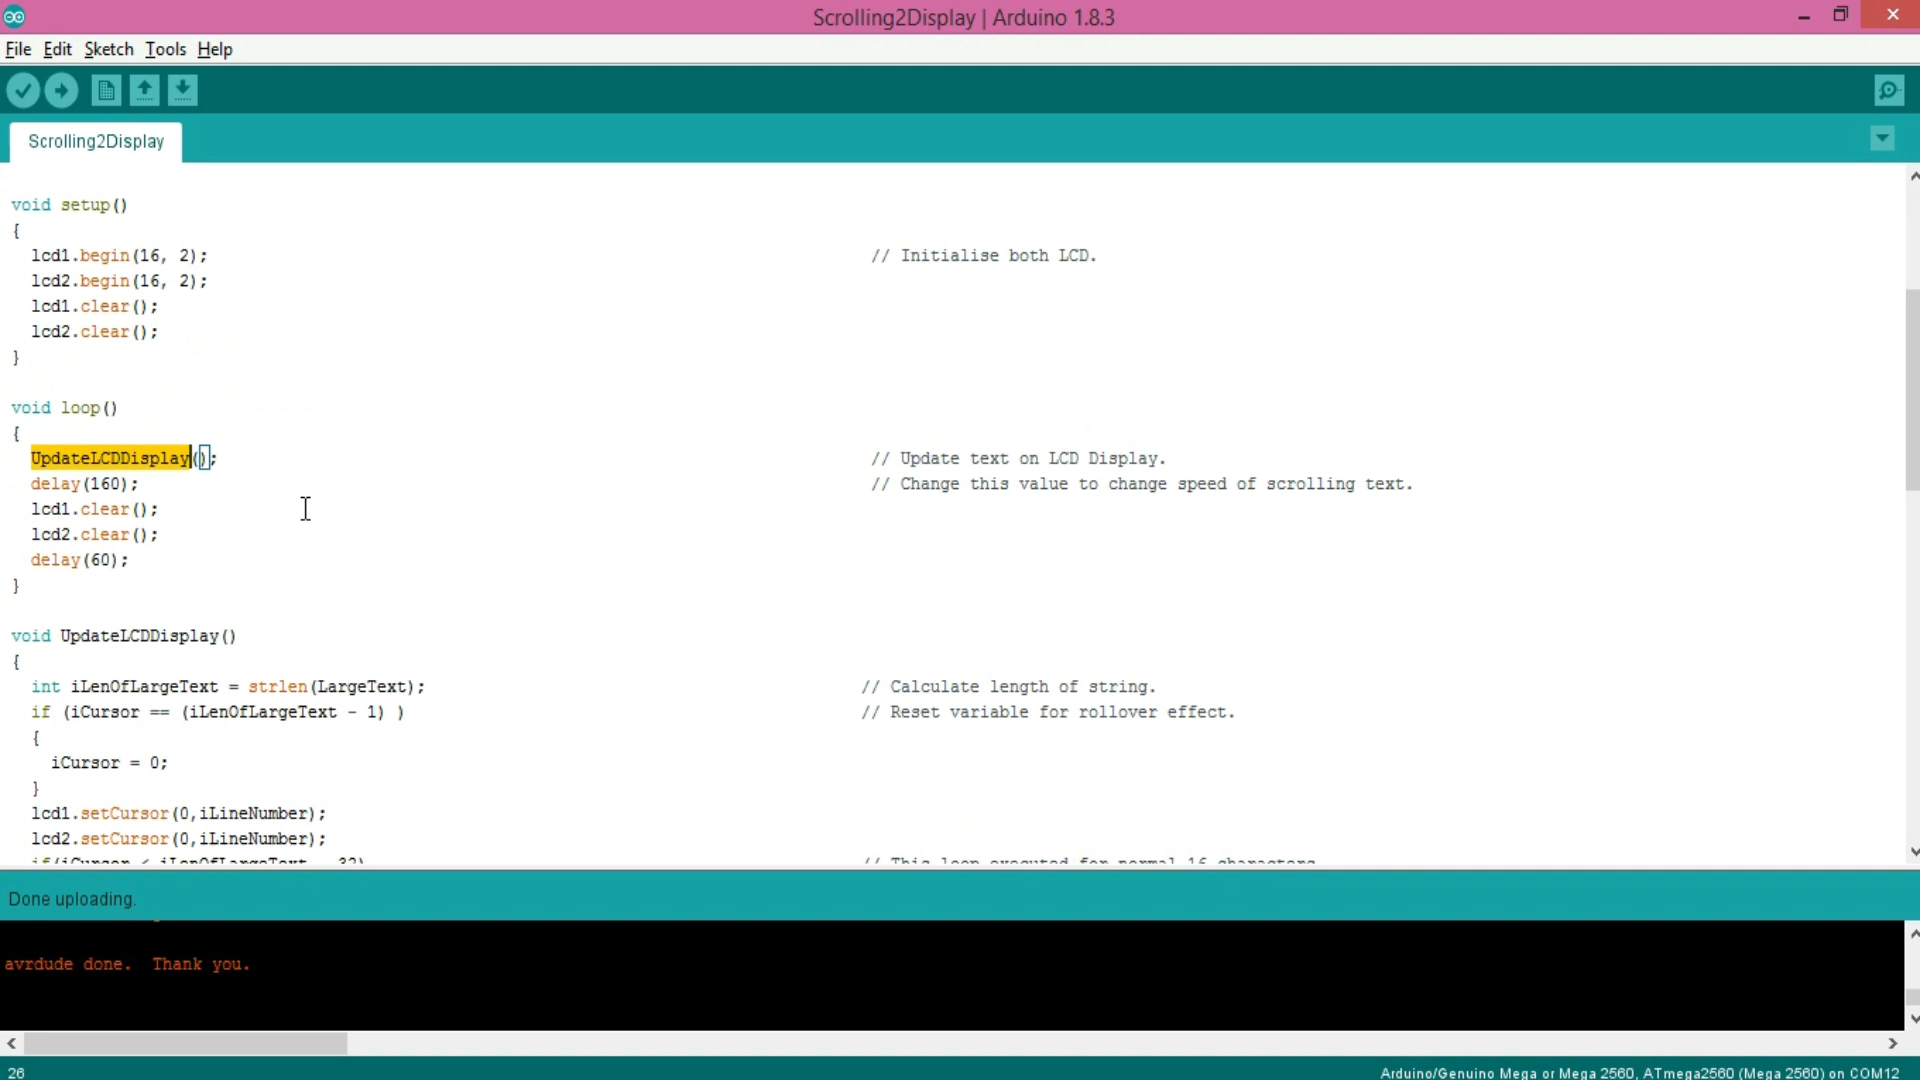 Scrolling2Display | Arduino 1.8.3
File Edit Sketch Tools Help
Scrolling2Display
void setup()
{
lcd1.begin(16, 2); // Initialise both LCD.
lcd2.begin(16, 2);
lcd1.clear();
lcd2.clear();
}
void loop()
{
UpdateLCDDisplay(); // Update text on LCD Display.
delay(160); // Change this value to change speed of scrolling text.
lcd1.clear();
lcd2.clear();
delay(60);
}
void UpdateLCDDisplay()
{
int iLenOfLargeText = strlen(LargeText); // Calculate length of string.
if (iCursor == (iLenOfLargeText - 1) ) // Reset variable for rollover effect.
{
iCursor = 0;
}
lcd1.setCursor(0,iLineNumber);
lcd2.setCursor(0,iLineNumber);
if(iCursor < iLenOfLargeText - 32) // This loop executed for normal 16 characters
Done uploading.
avrdude done. Thank you.
26 Arduino/Genuino Mega or Mega 2560, ATmega2560 (Mega 2560) on COM12